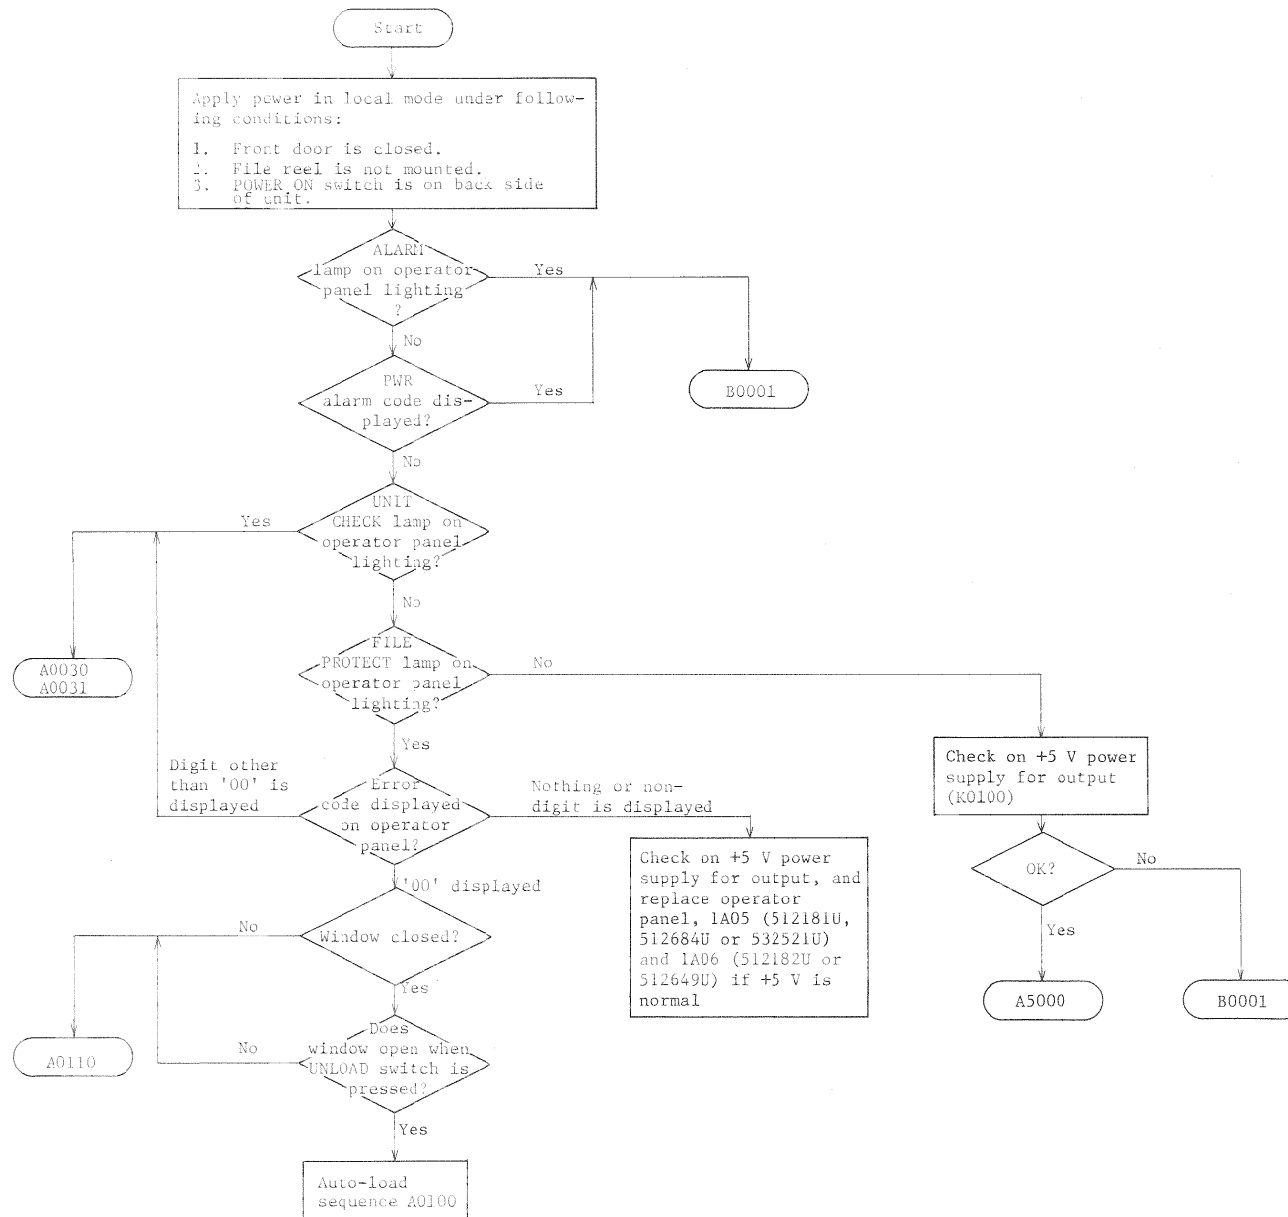 Start
Apply power in local mode under follow-
ing conditions:
1. Front door is closed.
2. File reel is not mounted.
3. POWER ON switch is on back side
of unit.
ALARM
lamp on operator
panel lighting
?
Yes
No
PWR
alarm code dis-
played?
Yes
B0001
No
UNIT
CHECK lamp on
operator panel
lighting?
Yes
No
A0030
A0031
FILE
PROTECT lamp on
operator panel
lighting?
No
Yes
Check on +5 V power
supply for output
(K0100)
Digit other
than '00' is
displayed
Error
code displayed
on operator
panel?
Nothing or non-
digit is displayed
Check on +5 V power
supply for output, and
replace operator
panel, 1A05 (512181U,
512684U or 532521U)
and 1A06 (512182U or
512649U) if +5 V is
normal
OK?
No
Yes
A5000
B0001
'00' displayed
Window closed?
No
Yes
Does
window open when
UNLOAD switch is
pressed?
No
A0110
Yes
Auto-load
sequence A0100